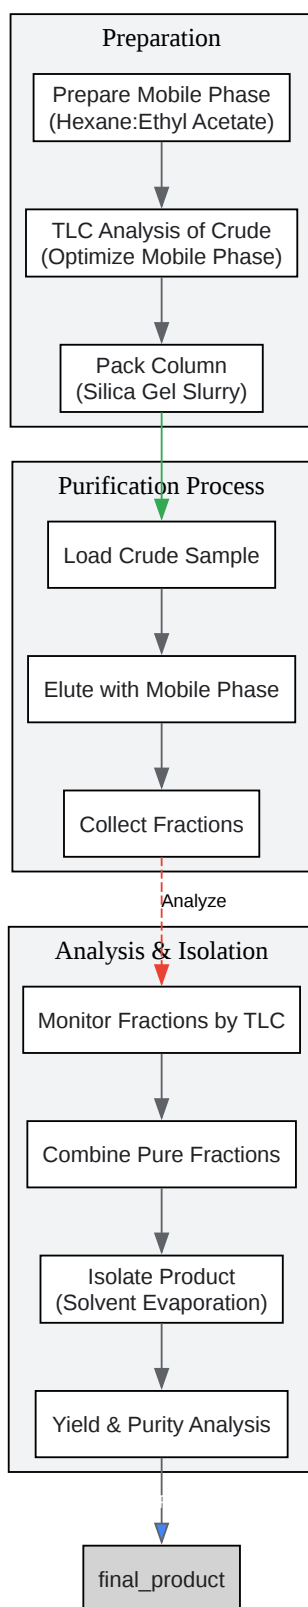 Preparation
Prepare Mobile Phase
(Hexane:Ethyl Acetate)
TLC Analysis of Crude
(Optimize Mobile Phase)
Pack Column
(Silica Gel Slurry)
Purification Process
Load Crude Sample
Elute with Mobile Phase
Collect Fractions
Analyze
Analysis & Isolation
Monitor Fractions by TLC
Combine Pure Fractions
Isolate Product
(Solvent Evaporation)
Yield & Purity Analysis
final_product